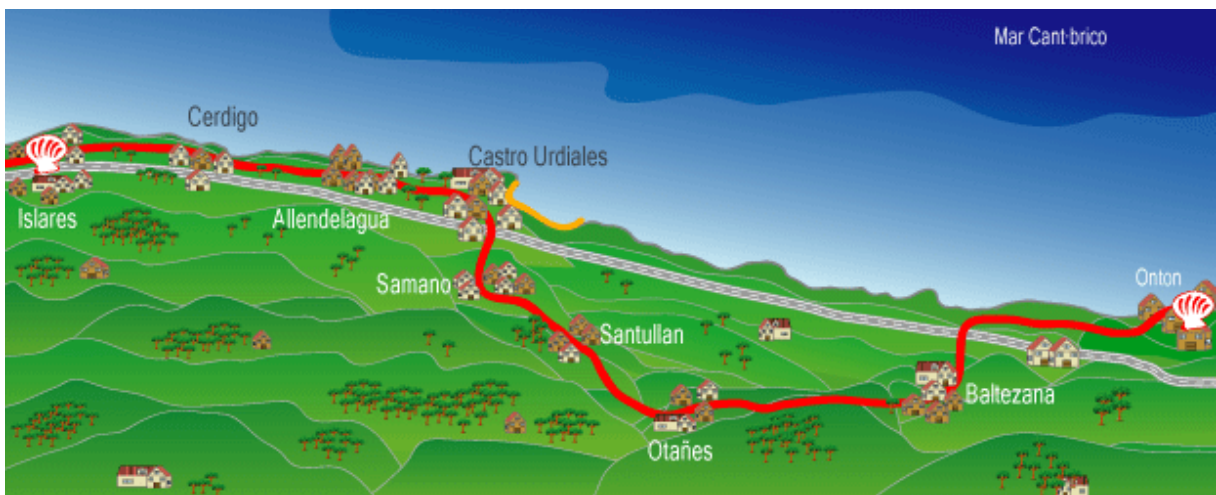 Mar Cant·brico
Cerdigo
Castro Urdiales
Islares
Allendelagua
Samano
Onton
Santullan
Baltezana
Otañes